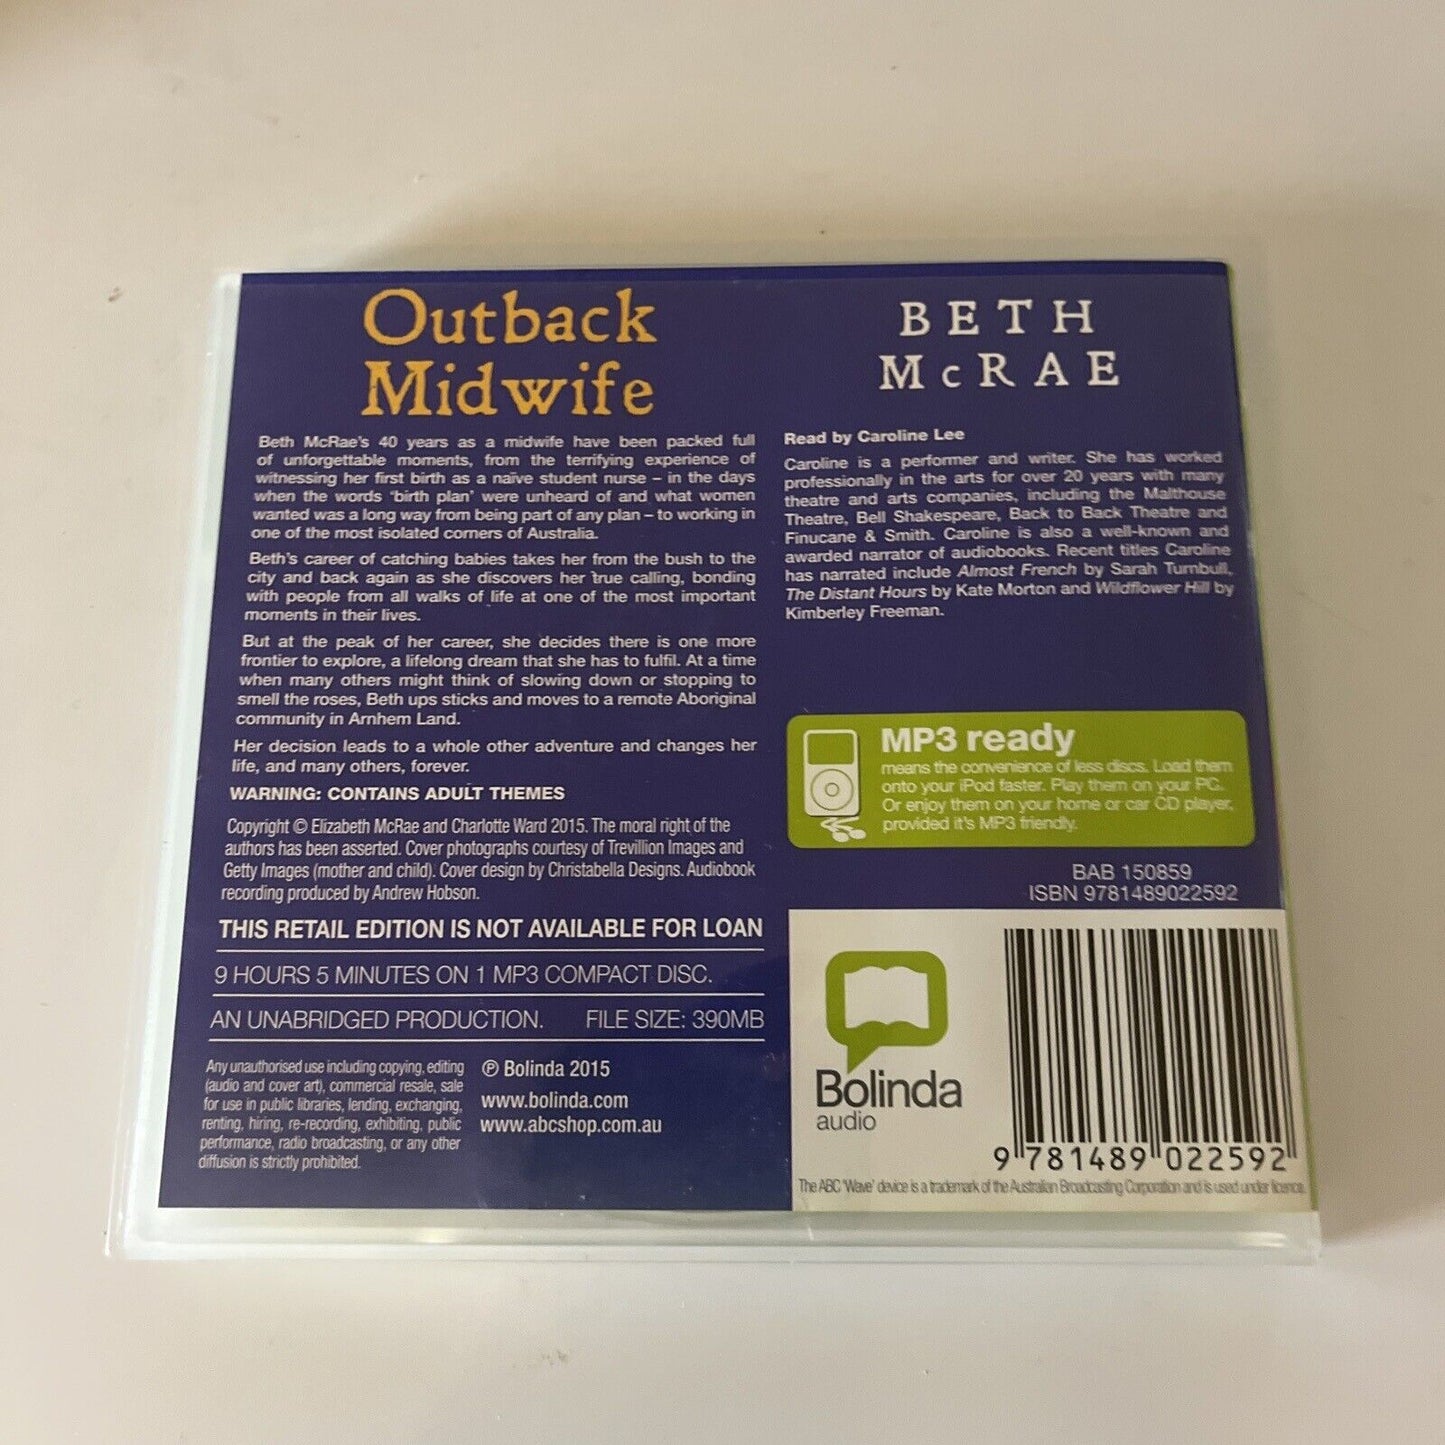 Outback
Midwife
Beth McRae's 40 years as a midwife have been packed full
of unforgettable moments, from the terrifying experience of
witnessing her first birth as a naïve student nurse – in the days
when the words 'birth plan' were unheard of and what women
wanted was a long way from being part of any plan – to working in
one of the most isolated corners of Australia.
Beth's career of catching babies takes her from the bush to the
city and back again as she discovers her true calling, bonding
with people from all walks of life at one of the most important
moments in their lives.
But at the peak of her career, she decides there is one more
frontier to explore, a lifelong dream that she has to fulfil. At a time
when many others might think of slowing down or stopping to
smell the roses, Beth ups sticks and moves to a remote Aboriginal
community in Arnhem Land.
Her decision leads to a whole other adventure and changes her
life, and many others, forever.
WARNING: CONTAINS ADULT THEMES
Copyright © Elizabeth McRae and Charlotte Ward 2015. The moral right of the
authors has been asserted. Cover photographs courtesy of Trevillion Images and
Getty Images (mother and child). Cover design by Christabella Designs. Audiobook
recording produced by Andrew Hobson.
THIS RETAIL EDITION IS NOT AVAILABLE FOR LOAN
9 HOURS 5 MINUTES ON 1 MP3 COMPACT DISC.
AN UNABRIDGED PRODUCTION. FILE SIZE: 390MB
Any unauthorised use including copying, editing
(audio and cover art), commercial resale, sale
for use in public libraries, lending, exchanging,
renting, hiring, re-recording, exhibiting, public
performance, radio broadcasting, or any other
diffusion is strictly prohibited.
℗ Bolinda 2015
www.bolinda.com
www.abcshop.com.au
BETH
McRAE
Read by Caroline Lee
Caroline is a performer and writer. She has worked
professionally in the arts for over 20 years with many
theatre and arts companies, including the Malthouse
Theatre, Bell Shakespeare, Back to Back Theatre and
Finucane & Smith. Caroline is also a well-known and
awarded narrator of audiobooks. Recent titles Caroline
has narrated include Almost French by Sarah Turnbull,
The Distant Hours by Kate Morton and Wildflower Hill by
Kimberley Freeman.
MP3 ready
means the convenience of less discs. Load them
onto your iPod faster. Play them on your PC.
Or enjoy them on your home or car CD player,
provided it's MP3 friendly.
BAB 150859
ISBN 9781489022592
Bolinda
audio
9 781489 022592
The ABC 'Wave' device is a trademark of the Australian Broadcasting Corporation and is used under licence.